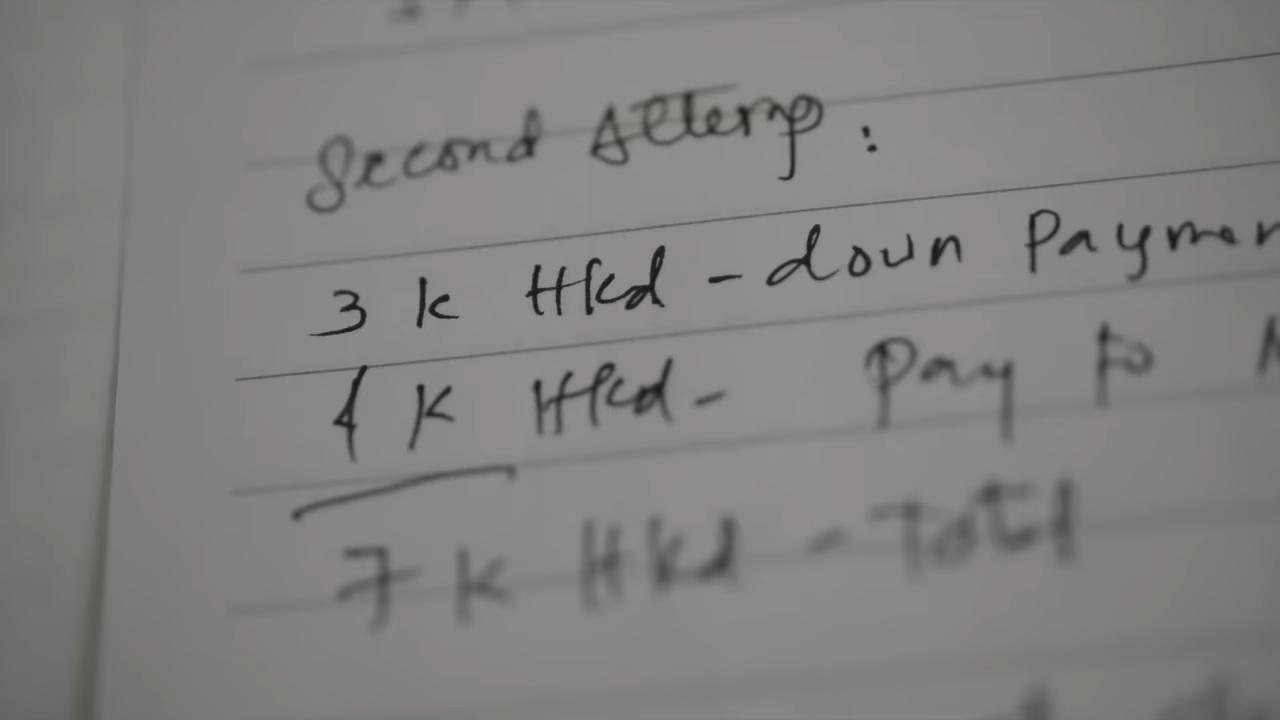 Second Attemp :
3 k Hkd - down Paymen
4 K Hkd - Pay to
7 K Hkd - Total